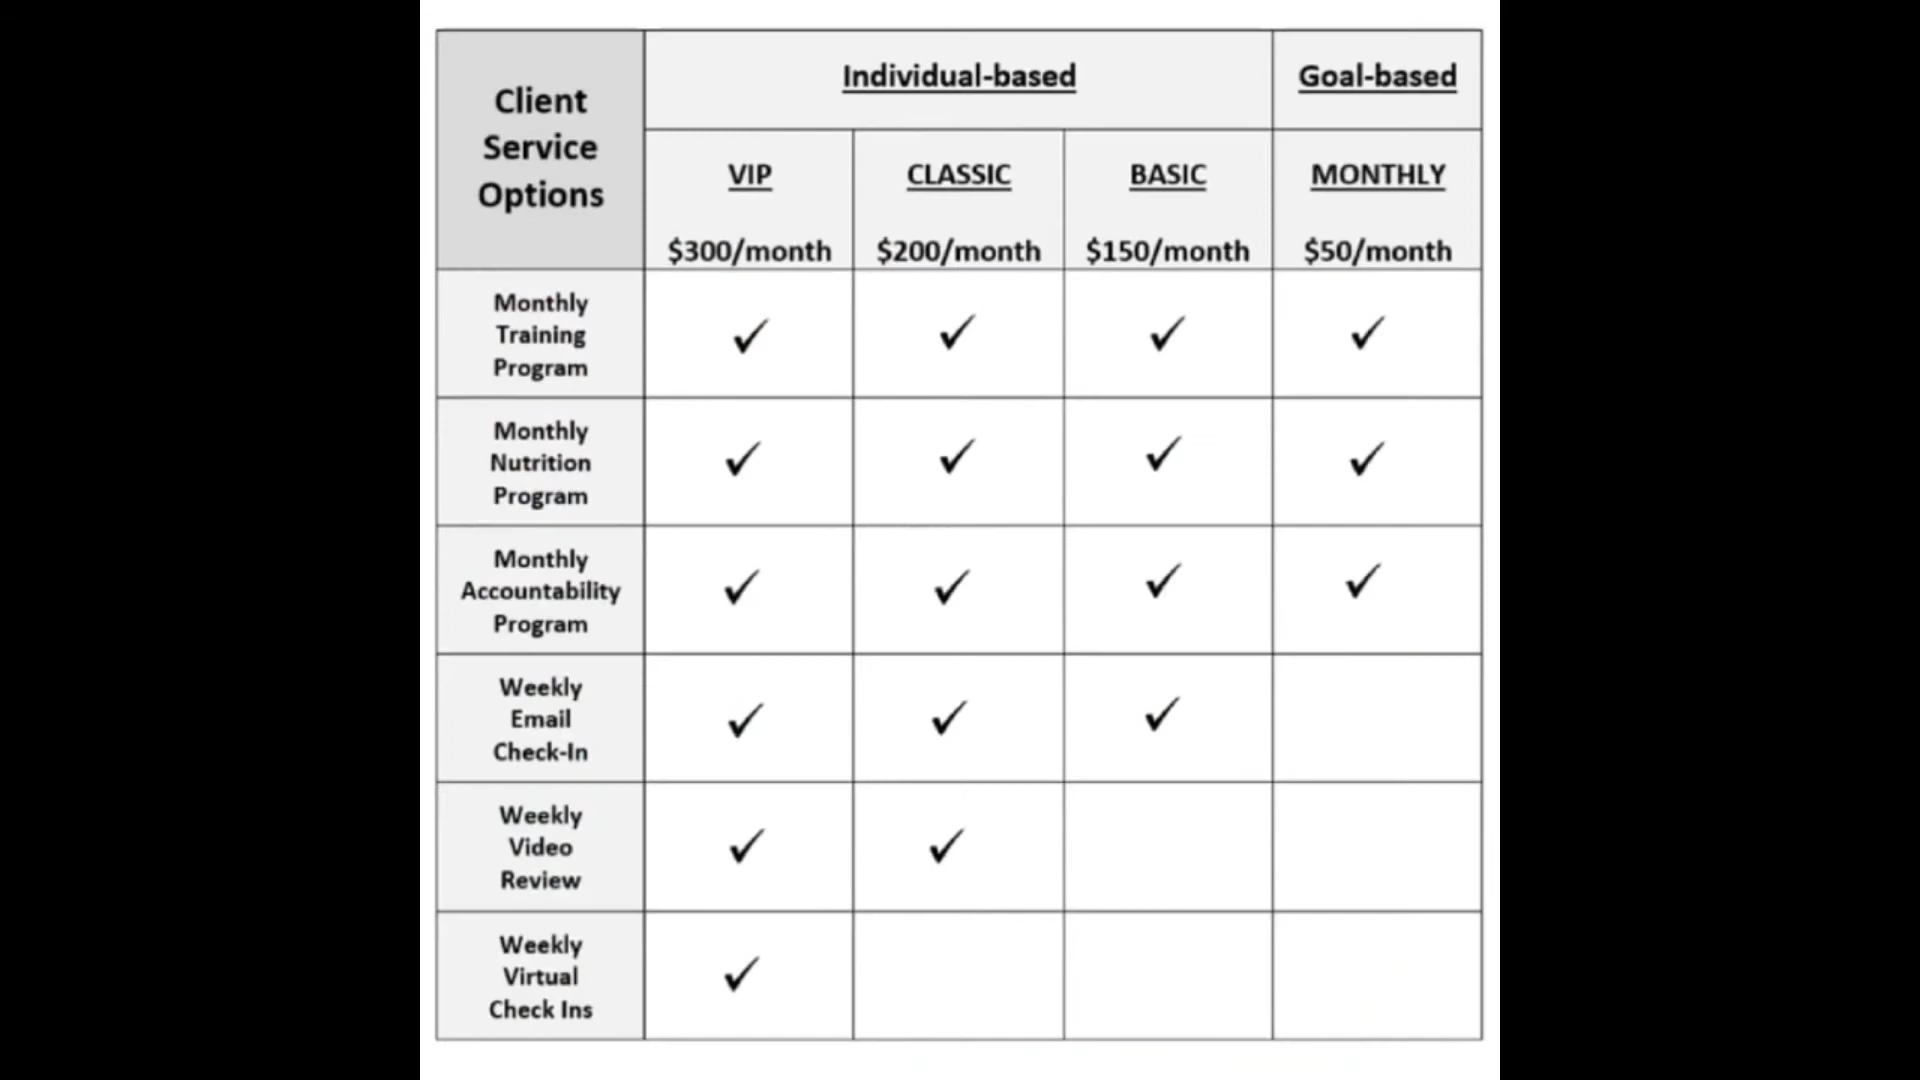 Client
Service
Options
Individual-based
Goal-based
VIP
CLASSIC
BASIC
MONTHLY
$300/month
$200/month
$150/month
$50/month
Monthly
Training
Program
✓ ✓ ✓ ✓
Monthly
Nutrition
Program
✓ ✓ ✓ ✓
Monthly
Accountability
Program
✓ ✓ ✓ ✓
Weekly
Email
Check-In
✓ ✓ ✓
Weekly
Video
Review
✓ ✓
Weekly
Virtual
Check Ins
✓